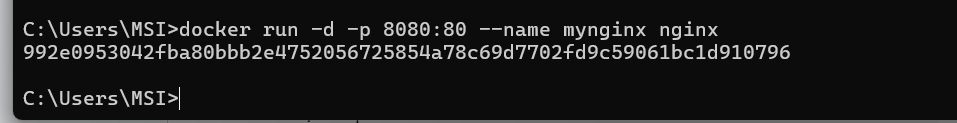 C:\Users\MSI>docker run -d -p 8080:80 --name mynginx nginx
992e0953042fba80bbb2e4752056725854a78c69d7702fd9c59061bc1d910796
C:\Users\MSI>